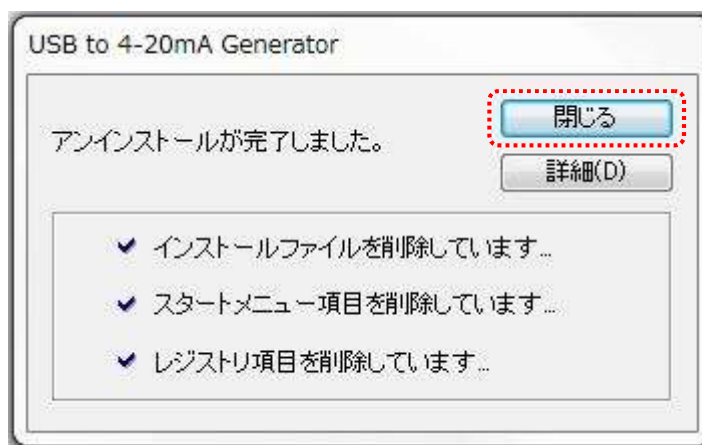 USB to 4-20mA Generator
アンインストールが完了しました。
閉じる
詳細(D)
インストールファイルを削除しています...
スタートメニュー項目を削除しています...
レジストリ項目を削除しています...